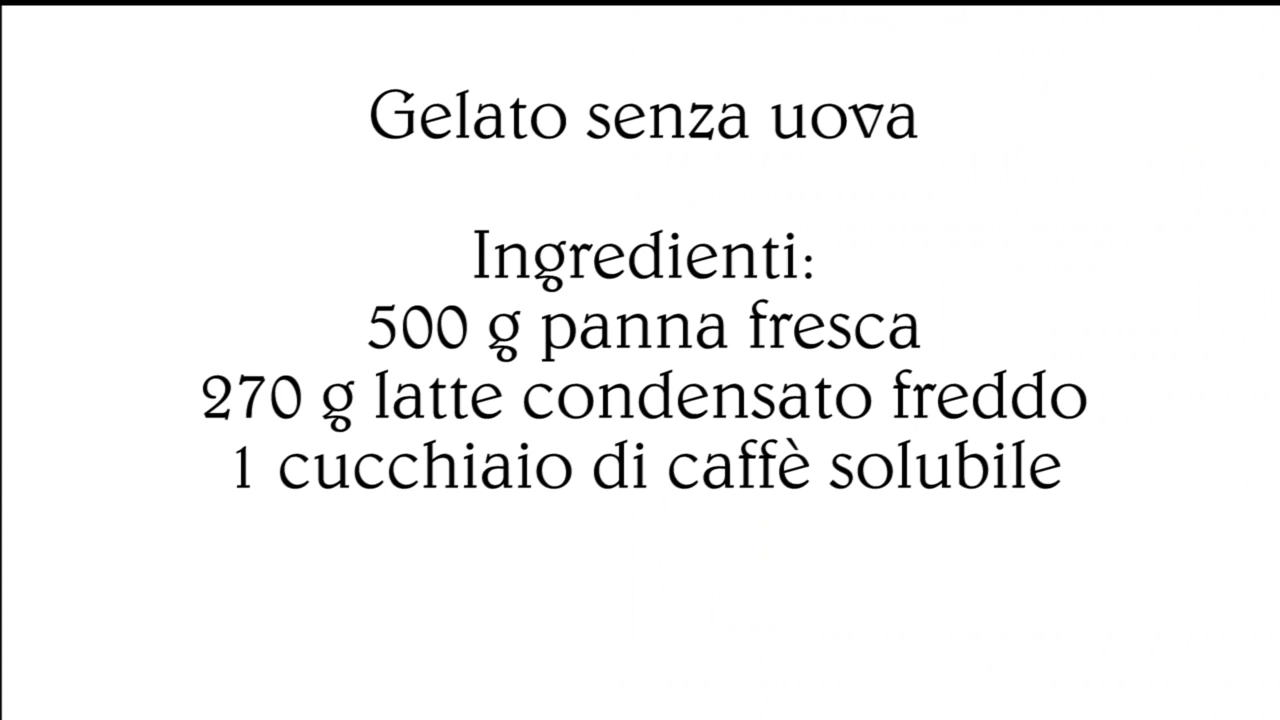 Gelato senza uova
Ingredienti:
500 g panna fresca
270 g latte condensato freddo
1 cucchiaio di caffè solubile